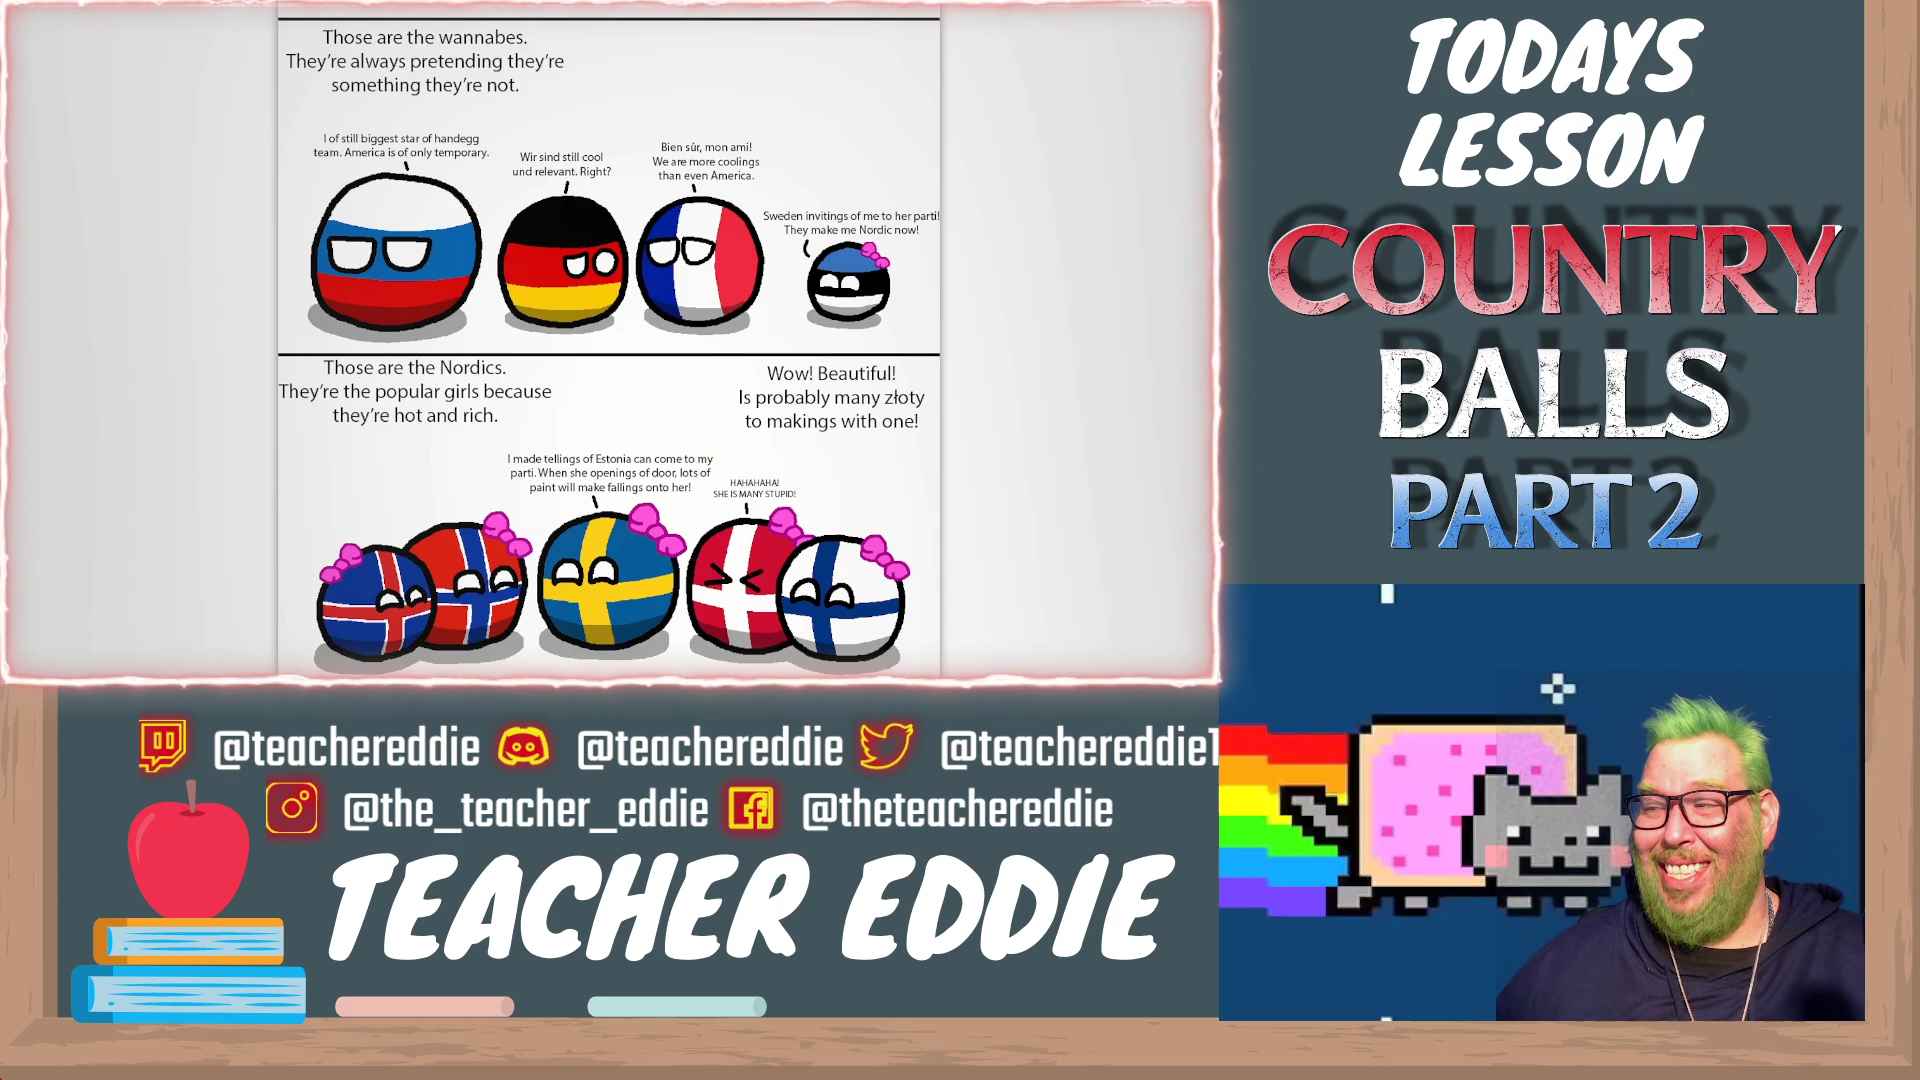 Those are the wannabes.
They're always pretending they're
something they're not.
I of still biggest star of handegg
team. America is of only temporary.
Wir sind still cool
und relevant. Right?
Bien sûr, mon ami!
We are more coolings
than even America.
Sweden invitings of me to her parti!
They make me Nordic now!
Those are the Nordics.
They're the popular girls because
they're hot and rich.
Wow! Beautiful!
Is probably many złoty
to makings with one!
I made tellings of Estonia can come to my
parti. When she openings of door, lots of
paint will make fallings onto her!
HAHAHAHA!
SHE IS MANY STUPID!
TODAYS
LESSON
COUNTRY
BALLS
PART 2
@teachereddie
@teachereddie
@teachereddie1
@the_teacher_eddie
@theteachereddie
TEACHER EDDIE